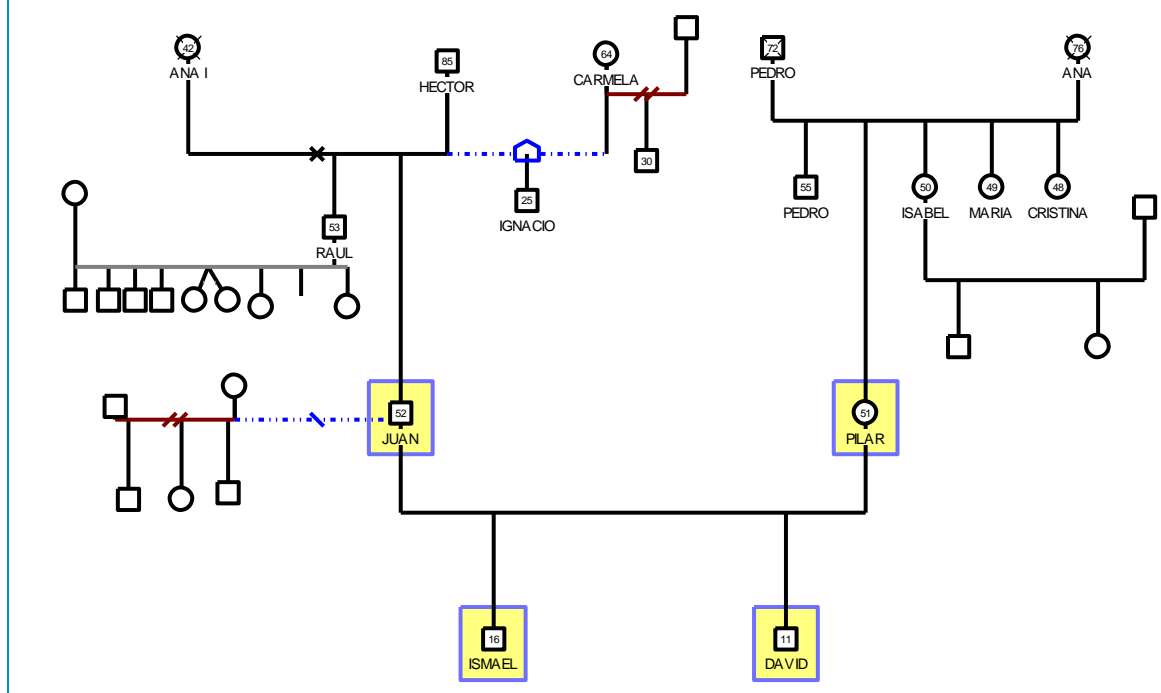 42
ANA I
85
HECTOR
64
CARMELA
72
PEDRO
76
ANA
30
25
IGNACIO
53
RAUL
55
PEDRO
50
ISABEL
49
MARIA
48
CRISTINA
52
JUAN
51
PILAR
16
ISMAEL
11
DAVID